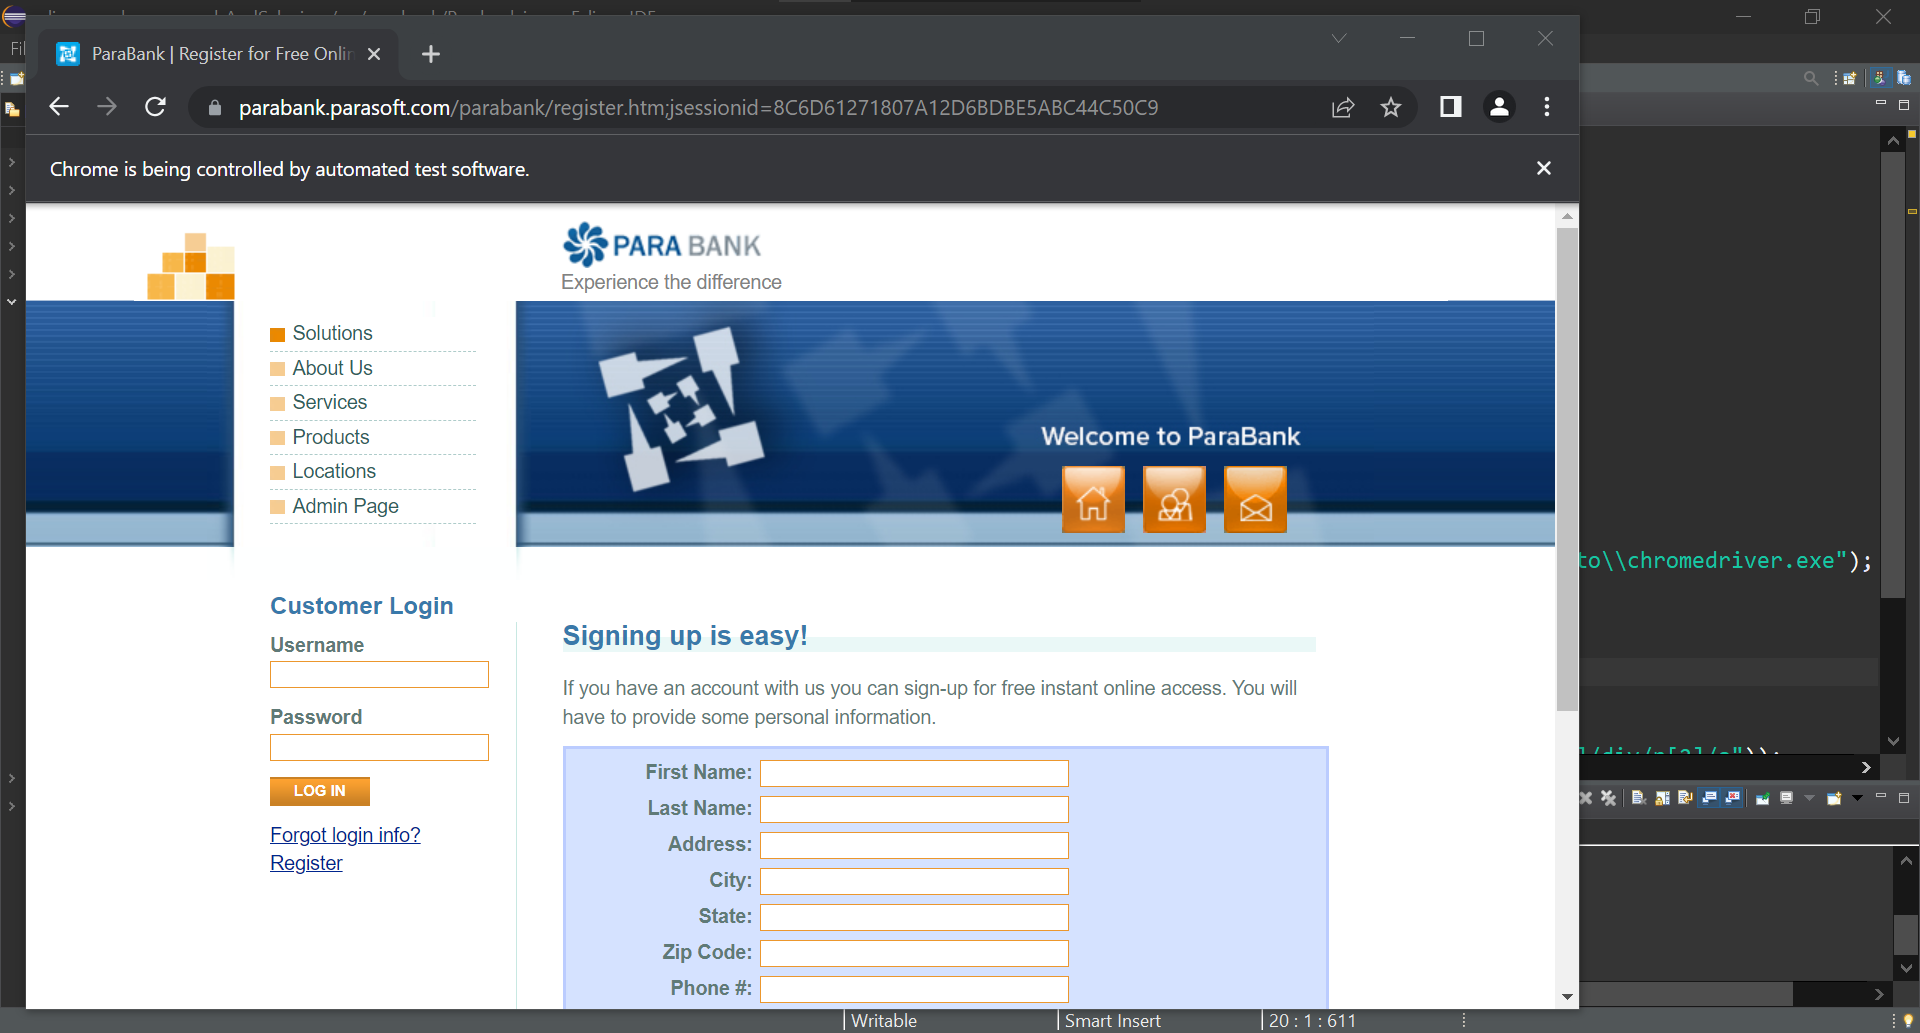 ParaBank | Register for Free Onlin
parabank.parasoft.com/parabank/register.htm;jsessionid=8C6D61271807A12D6BDBE5ABC44C50C9
Chrome is being controlled by automated test software.
PARA BANK
Experience the difference
Solutions
About Us
Services
Products
Locations
Admin Page
Welcome to ParaBank
Customer Login
Username
Password
LOG IN
Forgot login info?
Register
Signing up is easy!
If you have an account with us you can sign-up for free instant online access. You will
have to provide some personal information.
First Name:
Last Name:
Address:
City:
State:
Zip Code:
Phone #:
to\\chromedriver.exe");
Writable
Smart Insert
20 : 1 : 611